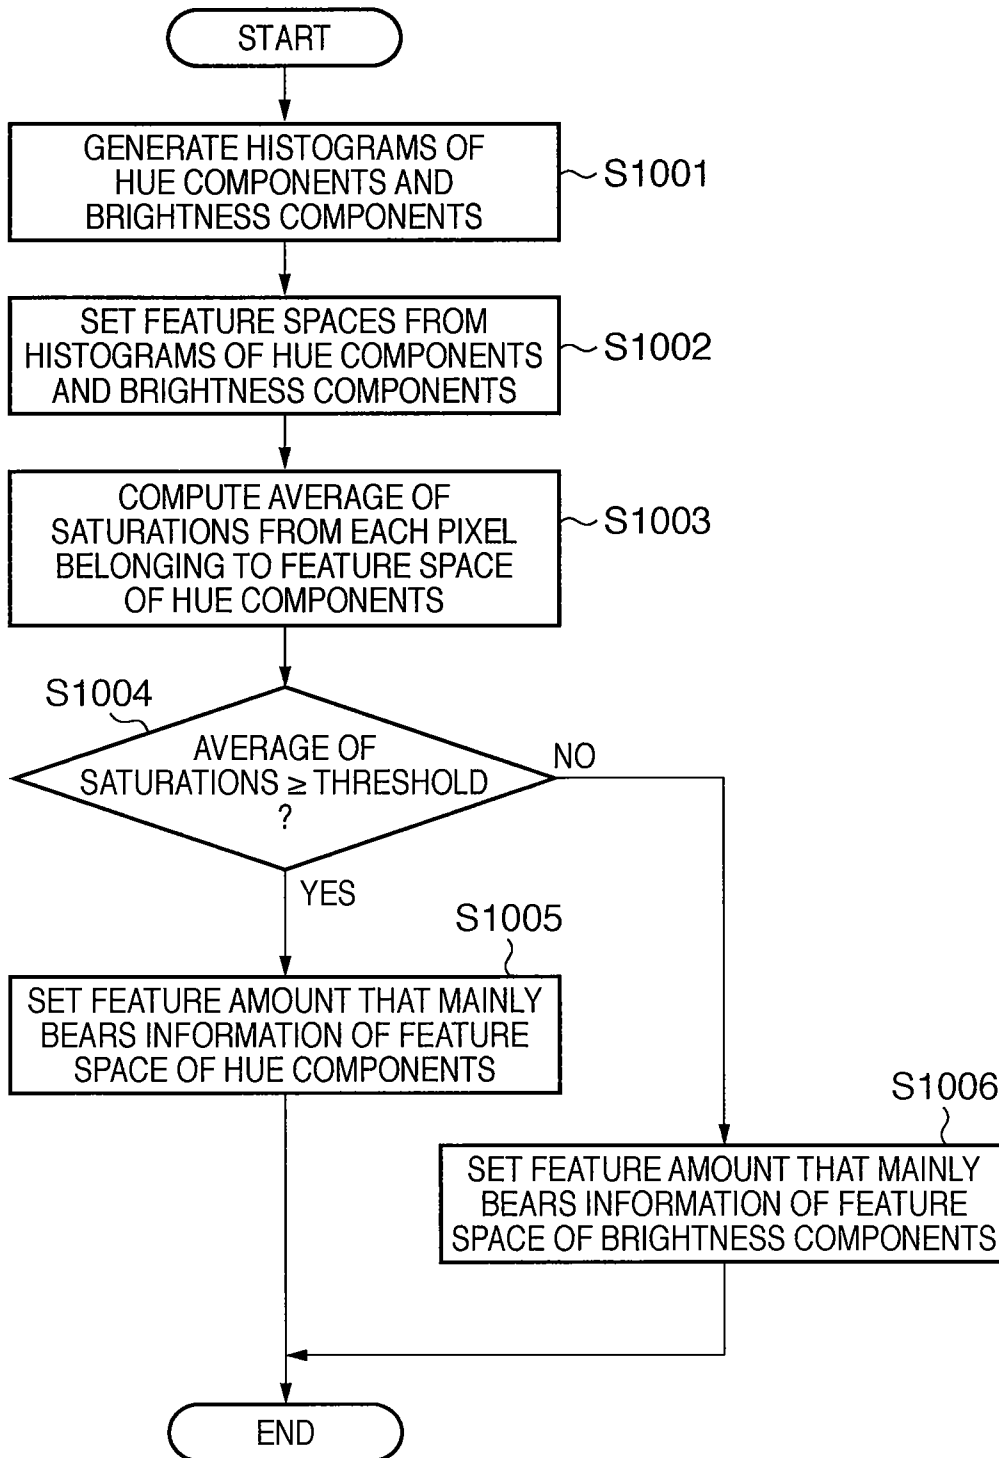 START
GENERATE HISTOGRAMS OF
HUE COMPONENTS AND
BRIGHTNESS COMPONENTS
S1001
SET FEATURE SPACES FROM
HISTOGRAMS OF HUE COMPONENTS
AND BRIGHTNESS COMPONENTS
S1002
COMPUTE AVERAGE OF
SATURATIONS FROM EACH PIXEL
BELONGING TO FEATURE SPACE
OF HUE COMPONENTS
S1003
S1004
AVERAGE OF
SATURATIONS ≥ THRESHOLD
?
NO
YES
S1005
SET FEATURE AMOUNT THAT MAINLY
BEARS INFORMATION OF FEATURE
SPACE OF HUE COMPONENTS
S1006
SET FEATURE AMOUNT THAT MAINLY
BEARS INFORMATION OF FEATURE
SPACE OF BRIGHTNESS COMPONENTS
END